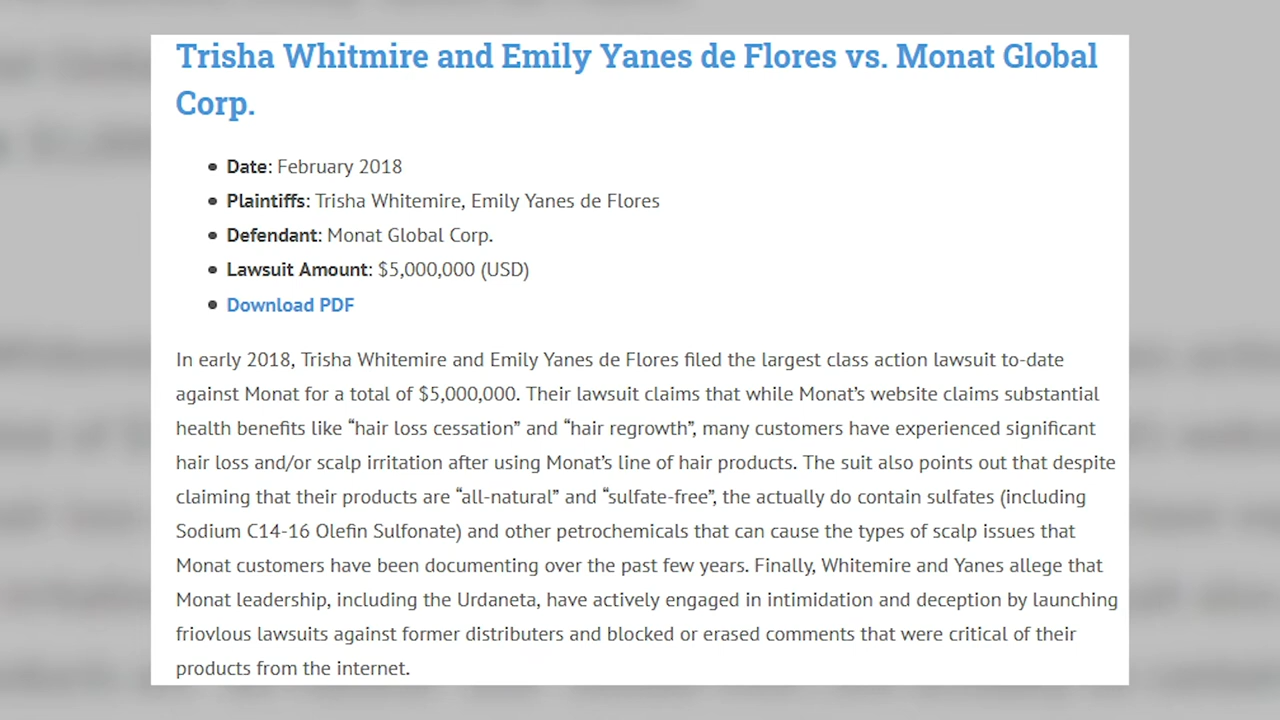 Trisha Whitmire and Emily Yanes de Flores vs. Monat Global
Corp.
• Date: February 2018
• Plaintiffs: Trisha Whitemire, Emily Yanes de Flores
• Defendant: Monat Global Corp.
• Lawsuit Amount: $5,000,000 (USD)
• Download PDF
In early 2018, Trisha Whitemire and Emily Yanes de Flores filed the largest class action lawsuit to-date
against Monat for a total of $5,000,000. Their lawsuit claims that while Monat’s website claims substantial
health benefits like “hair loss cessation” and “hair regrowth”, many customers have experienced significant
hair loss and/or scalp irritation after using Monat’s line of hair products. The suit also points out that despite
claiming that their products are “all-natural” and “sulfate-free”, the actually do contain sulfates (including
Sodium C14-16 Olefin Sulfonate) and other petrochemicals that can cause the types of scalp issues that
Monat customers have been documenting over the past few years. Finally, Whitemire and Yanes allege that
Monat leadership, including the Urdaneta, have actively engaged in intimidation and deception by launching
friovlous lawsuits against former distributers and blocked or erased comments that were critical of their
products from the internet.